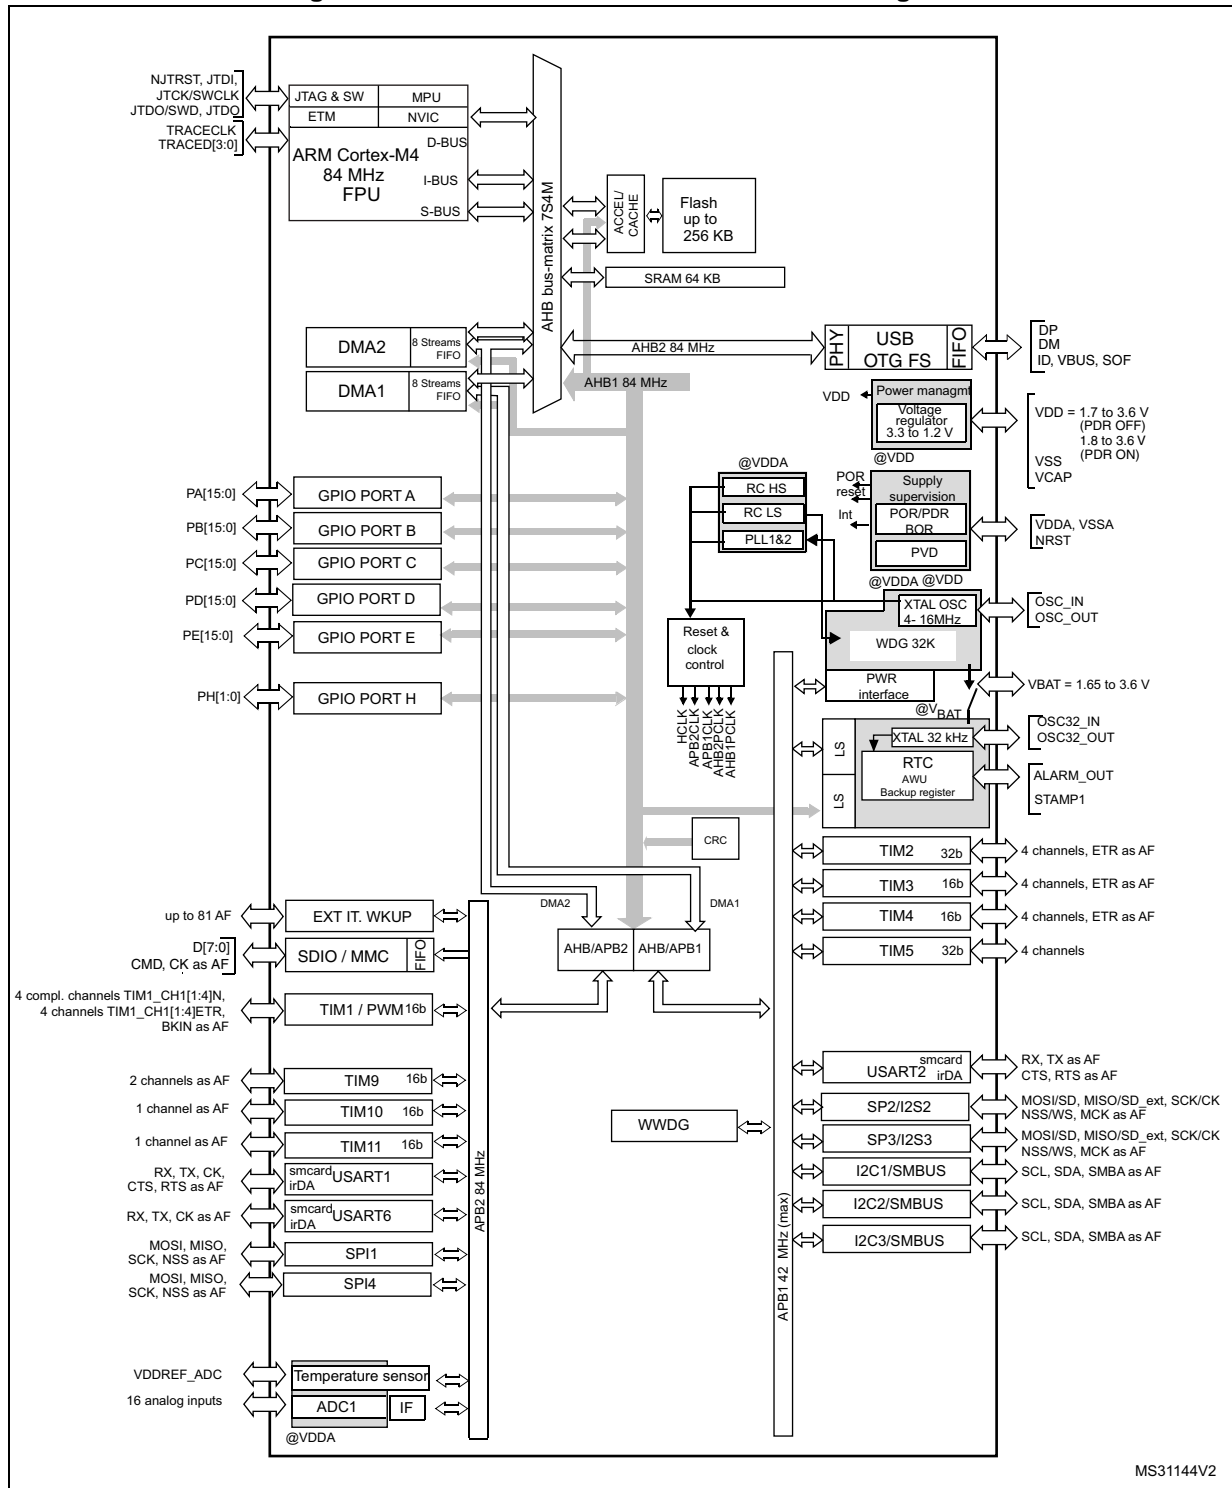 NJTRST, JTDI,
JTCK/SWCLK
JTDO/SWD, JTDO
TRACECLK
TRACED[3:0]
JTAG & SW
MPU
ETM
NVIC
D-BUS
ARM Cortex-M4
84 MHz
FPU
I-BUS
S-BUS
AHB bus-matrix 7S4M
ACCEL/
CACHE
Flash
up to
256 KB
SRAM 64 KB
DMA2
8 Streams
FIFO
DMA1
8 Streams
FIFO
AHB2 84 MHz
AHB1 84 MHz
PHY
USB
OTG FS
FIFO
DP
DM
ID, VBUS, SOF
VDD
Power managmt
Voltage
regulator
3.3 to 1.2 V
@VDD
VDD = 1.7 to 3.6 V
(PDR OFF)
1.8 to 3.6 V
(PDR ON)
VSS
VCAP
@VDDA
RC HS
RC LS
PLL1&2
POR
reset
Int
Supply
supervision
POR/PDR
BOR
PVD
VDDA, VSSA
NRST
@VDDA @VDD
PA[15:0]
GPIO PORT A
PB[15:0]
GPIO PORT B
PC[15:0]
GPIO PORT C
PD[15:0]
GPIO PORT D
PE[15:0]
GPIO PORT E
PH[1:0]
GPIO PORT H
XTAL OSC
4- 16MHz
WDG 32K
OSC_IN
OSC_OUT
Reset &
clock
control
HCLK
APB2CLK
APB1CLK
AHB2PCLK
AHB1PCLK
PWR
interface
VBAT = 1.65 to 3.6 V
@VBAT
LS
XTAL 32 kHz
OSC32_IN
OSC32_OUT
RTC
AWU
Backup register
LS
ALARM_OUT
STAMP1
CRC
TIM2 32b
4 channels, ETR as AF
TIM3 16b
4 channels, ETR as AF
TIM4 16b
4 channels, ETR as AF
TIM5 32b
4 channels
DMA2
DMA1
AHB/APB2
AHB/APB1
up to 81 AF
EXT IT. WKUP
D[7:0]
CMD, CK as AF
SDIO / MMC
FIFO
4 compl. channels TIM1_CH1[1:4]N,
4 channels TIM1_CH1[1:4]ETR,
BKIN as AF
TIM1 / PWM 16b
2 channels as AF
TIM9 16b
1 channel as AF
TIM10 16b
1 channel as AF
TIM11 16b
RX, TX, CK,
CTS, RTS as AF
smcard
irDA
USART1
RX, TX, CK as AF
smcard
irDA
USART6
MOSI, MISO,
SCK, NSS as AF
SPI1
MOSI, MISO,
SCK, NSS as AF
SPI4
APB2 84 MHz
VDDREF_ADC
Temperature sensor
16 analog inputs
ADC1
IF
@VDDA
WWDG
APB1 42 MHz (max)
USART2
smcard
irDA
RX, TX as AF
CTS, RTS as AF
SP2/I2S2
MOSI/SD, MISO/SD_ext, SCK/CK
NSS/WS, MCK as AF
SP3/I2S3
MOSI/SD, MISO/SD_ext, SCK/CK
NSS/WS, MCK as AF
I2C1/SMBUS
SCL, SDA, SMBA as AF
I2C2/SMBUS
SCL, SDA, SMBA as AF
I2C3/SMBUS
SCL, SDA, SMBA as AF
MS31144V2